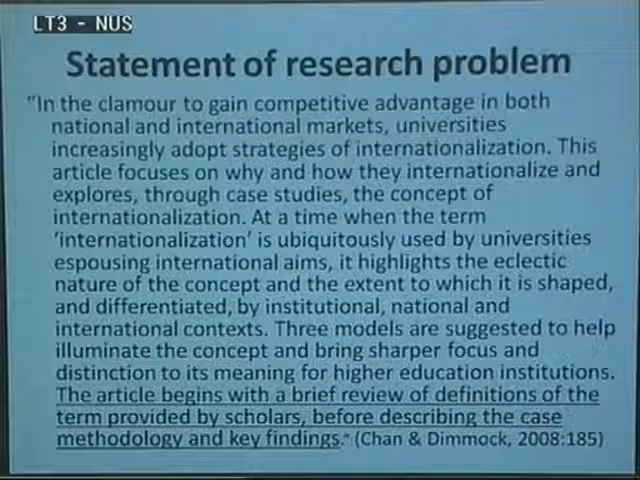 LT3 - NUS
Statement of research problem
"In the clamour to gain competitive advantage in both
national and international markets, universities
increasingly adopt strategies of internationalization. This
article focuses on why and how they internationalize and
explores, through case studies, the concept of
internationalization. At a time when the term
'internationalization' is ubiquitously used by universities
espousing international aims, it highlights the eclectic
nature of the concept and the extent to which it is shaped,
and differentiated, by institutional, national and
international contexts. Three models are suggested to help
illuminate the concept and bring sharper focus and
distinction to its meaning for higher education institutions.
The article begins with a brief review of definitions of the
term provided by scholars, before describing the case
methodology and key findings." (Chan & Dimmock, 2008:185)